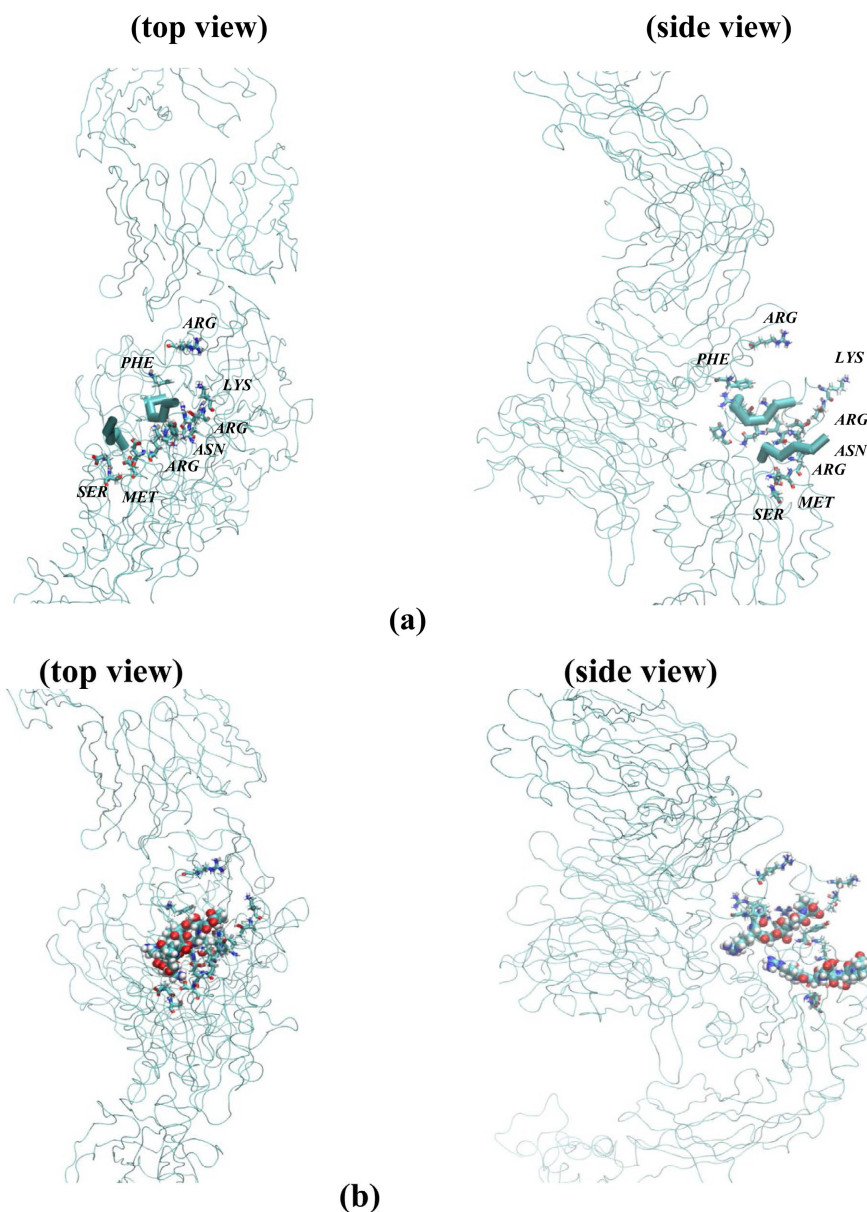 (top view) (side view)
ARG ARG
PHE PHE LYS
LYS
ARG ARG
ASN ASN
ARG ARG
SER MET MET
SER
(a)
(top view) (side view)
(b)